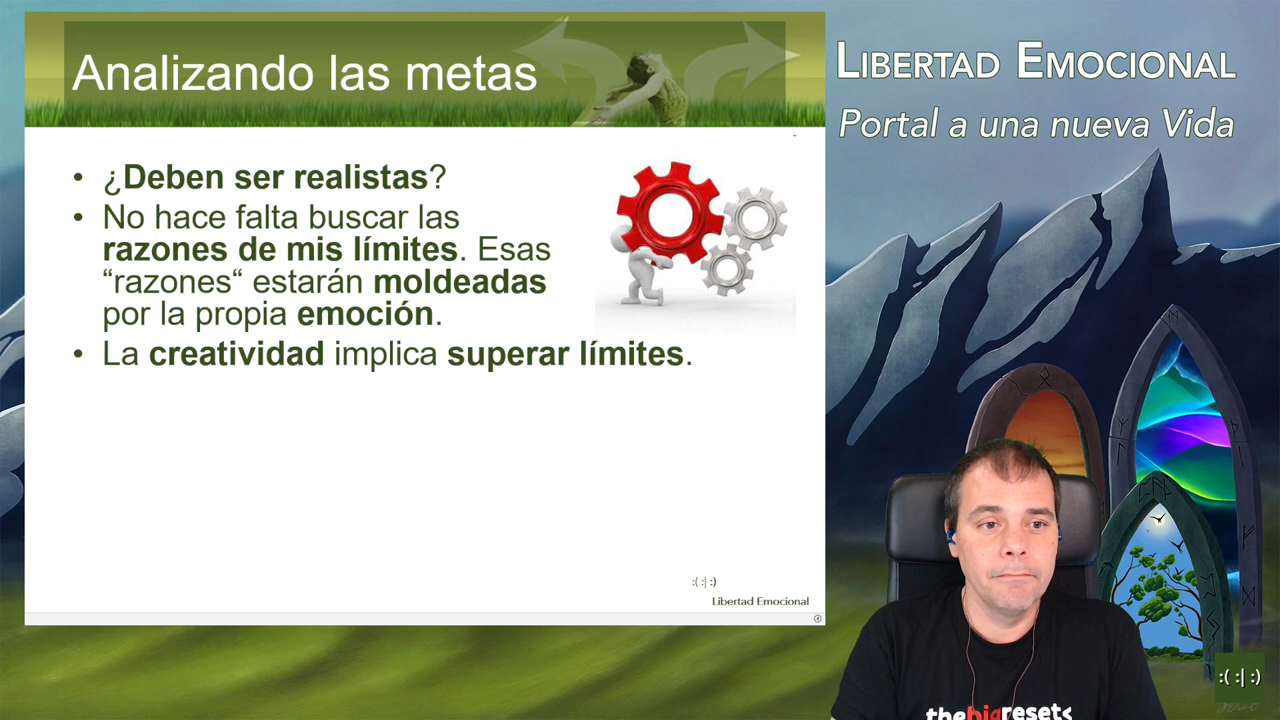 Analizando las metas
LIBERTAD EMOCIONAL
Portal a una nueva Vida
• ¿Deben ser realistas?
• No hace falta buscar las
razones de mis límites. Esas
“razones“ estarán moldeadas
por la propia emoción.
• La creatividad implica superar límites.
:( :| :)
Libertad Emocional
:( :| :)
thebigreset<